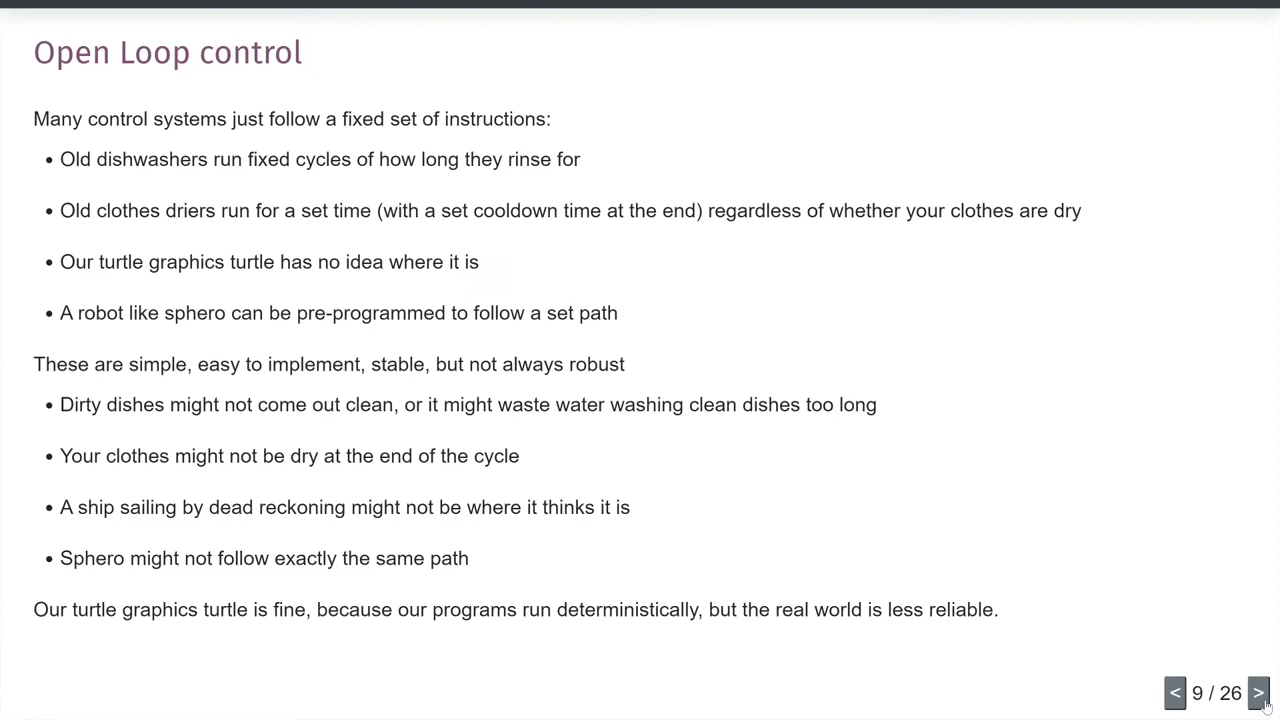 Open Loop control
Many control systems just follow a fixed set of instructions:
• Old dishwashers run fixed cycles of how long they rinse for
• Old clothes driers run for a set time (with a set cooldown time at the end) regardless of whether your clothes are dry
• Our turtle graphics turtle has no idea where it is
• A robot like sphero can be pre-programmed to follow a set path
These are simple, easy to implement, stable, but not always robust
• Dirty dishes might not come out clean, or it might waste water washing clean dishes too long
• Your clothes might not be dry at the end of the cycle
• A ship sailing by dead reckoning might not be where it thinks it is
• Sphero might not follow exactly the same path
Our turtle graphics turtle is fine, because our programs run deterministically, but the real world is less reliable.
< 9 / 26 >